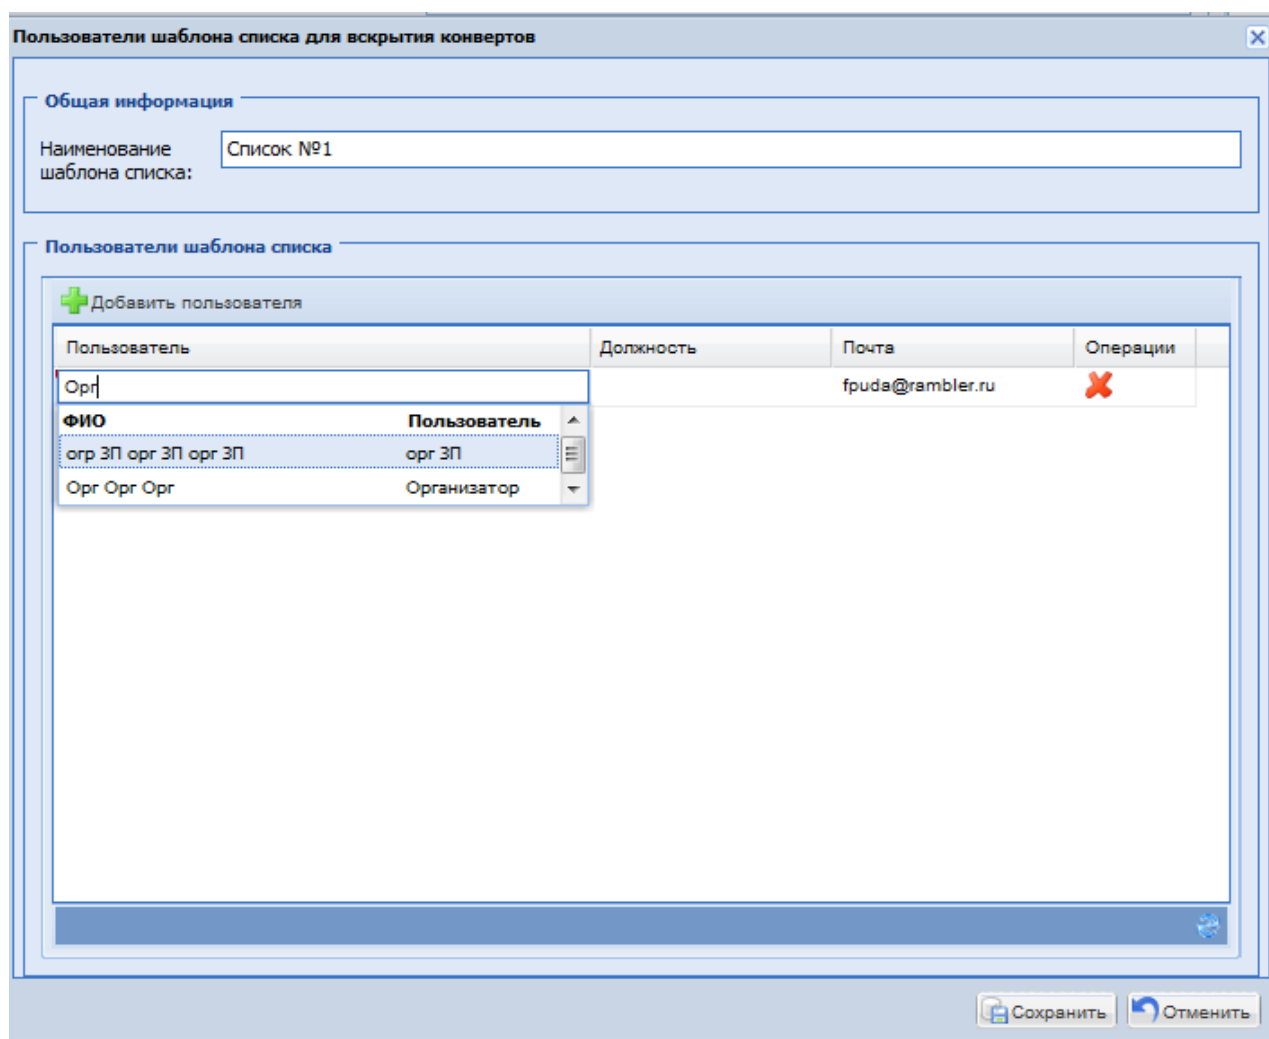 Пользователи шаблона списка для вскрытия конвертов
Общая информация
Наименование шаблона списка:
Список №1
Пользователи шаблона списка
Добавить пользователя
Пользователь Должность Почта Операции
Орг fpuda@rambler.ru
ФИО Пользователь
огр ЗП орг ЗП орг ЗП орг ЗП
Орг Орг Орг Организатор
Сохранить Отменить